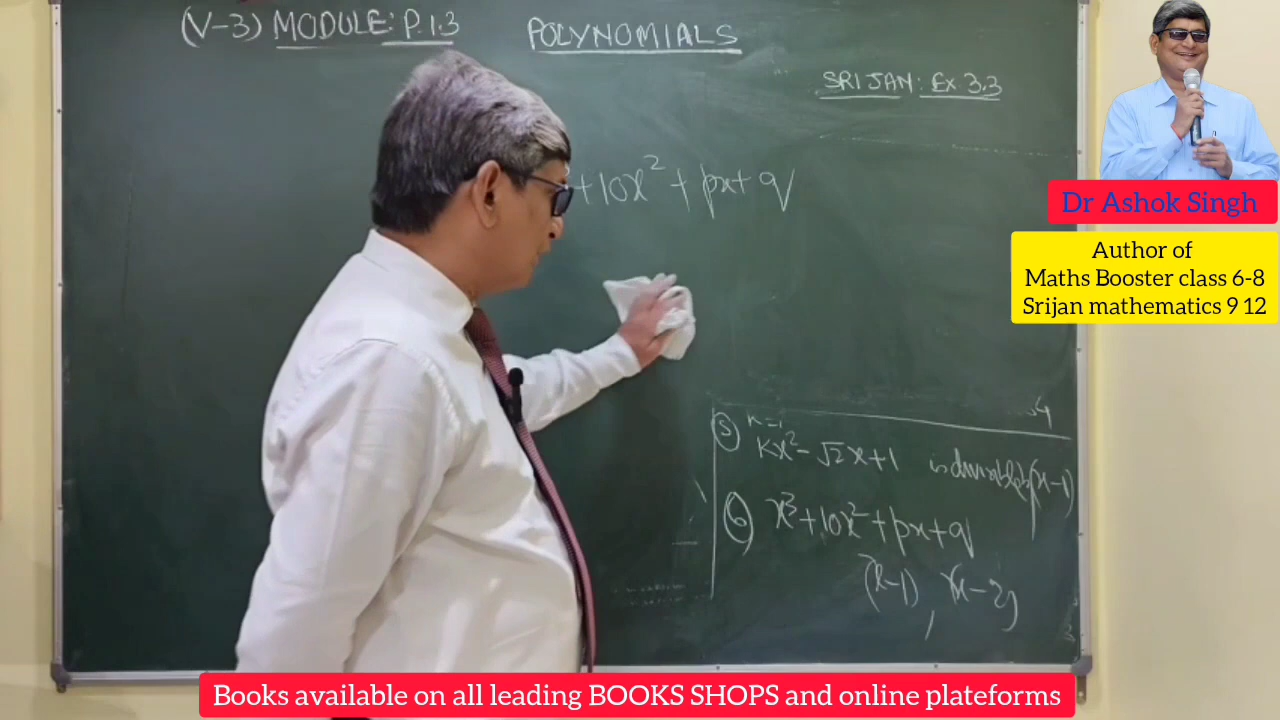 (V-3) MODULE: P.1.3
POLYNOMIALS
SRIJAN: Ex 3.3
+10x² + px + q
Dr Ashok Singh
Author of
Maths Booster class 6-8
Srijan mathematics 9 12
⑤ x=1
Kx² - √2x + 1 (x-1)
⑥ x³ + 10x² + px + q
(x-1), (x-2)
Books available on all leading BOOKS SHOPS and online plateforms